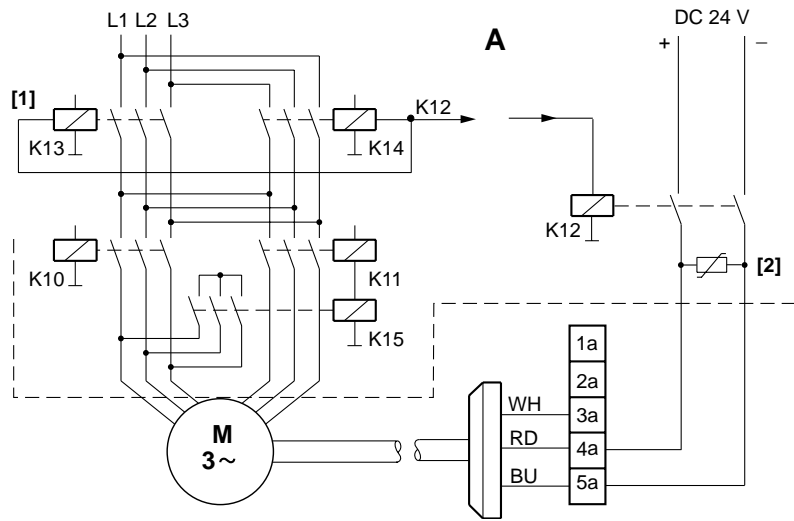 L1 L2 L3
A
DC 24 V
+ –
[1]
K12
K13
K14
K12
K10
K11
[2]
K15
1a
2a
WH 3a
RD 4a
BU 5a
M
3~